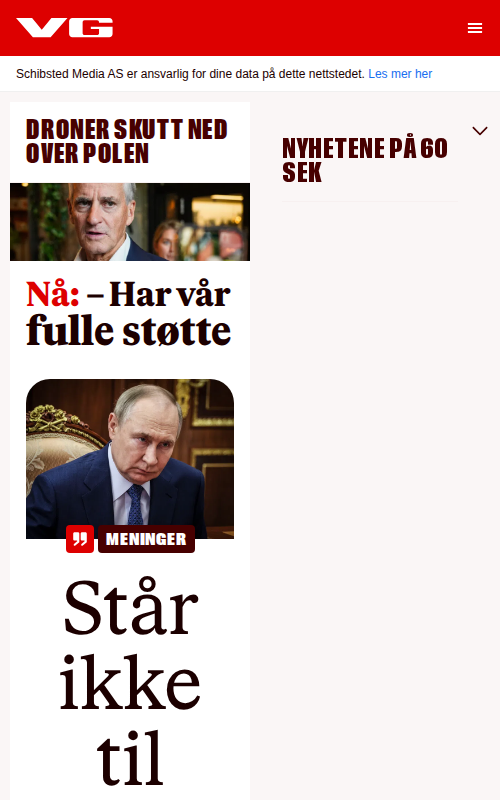 VG
Schibsted Media AS er ansvarlig for dine data på dette nettstedet. Les mer her
DRONER SKUTT NED
OVER POLEN
Nå: – Har vår
fulle støtte
MENINGER
Står
ikke
til
NYHETENE PÅ 60
SEK